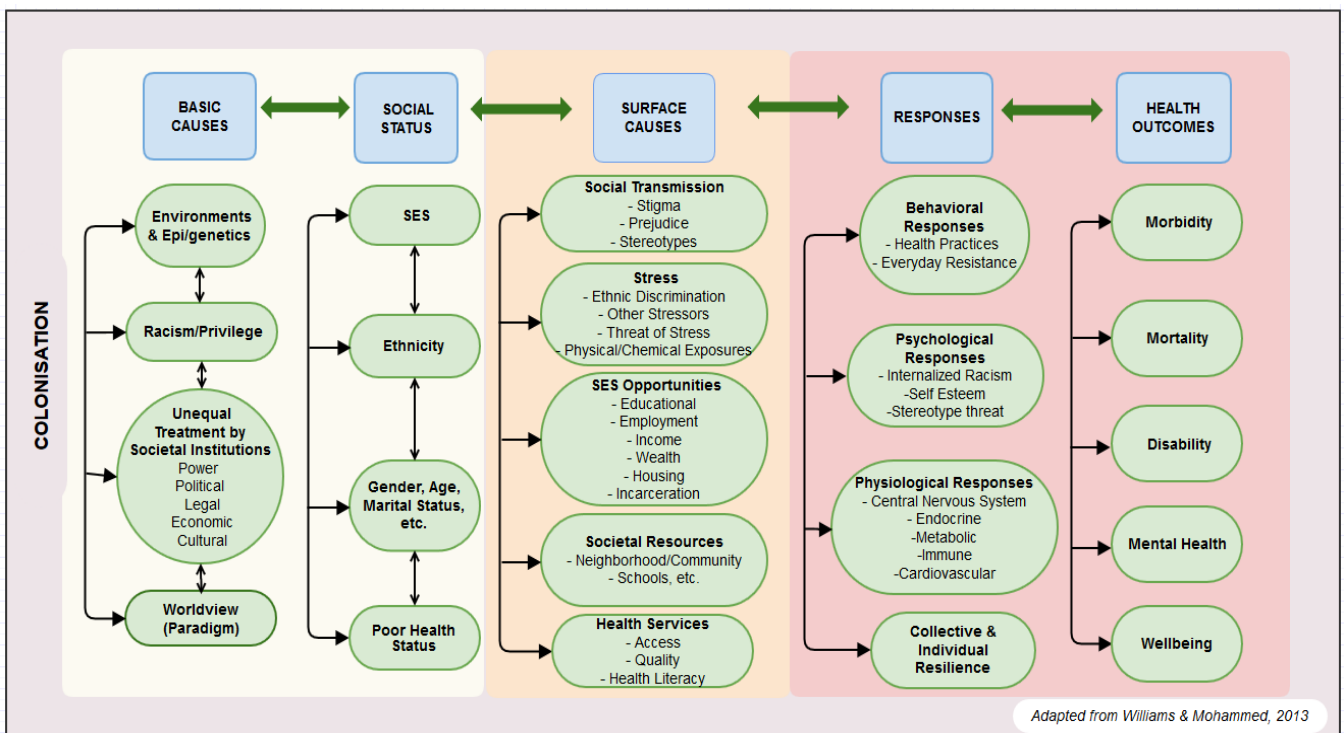 COLONISATION
BASIC
CAUSES
Environments
& Epi/genetics
Racism/Privilege
Unequal
Treatment by
Societal Institutions
Power
Political
Legal
Economic
Cultural
Worldview
(Paradigm)
SOCIAL
STATUS
SES
Ethnicity
Gender, Age,
Marital Status,
etc.
Poor Health
Status
SURFACE
CAUSES
Social Transmission
- Stigma
- Prejudice
- Stereotypes
Stress
- Ethnic Discrimination
- Other Stressors
- Threat of Stress
- Physical/Chemical Exposures
SES Opportunities
- Educational
- Employment
- Income
- Wealth
- Housing
- Incarceration
Societal Resources
- Neighborhood/Community
- Schools, etc.
Health Services
- Access
- Quality
- Health Literacy
RESPONSES
Behavioral
Responses
- Health Practices
- Everyday Resistance
Psychological
Responses
- Internalized Racism
-Self Esteem
-Stereotype threat
Physiological Responses
- Central Nervous System
- Endocrine
-Metabolic
- Immune
-Cardiovascular
Collective &
Individual
Resilience
HEALTH
OUTCOMES
Morbidity
Mortality
Disability
Mental Health
Wellbeing
Adapted from Williams & Mohammed, 2013